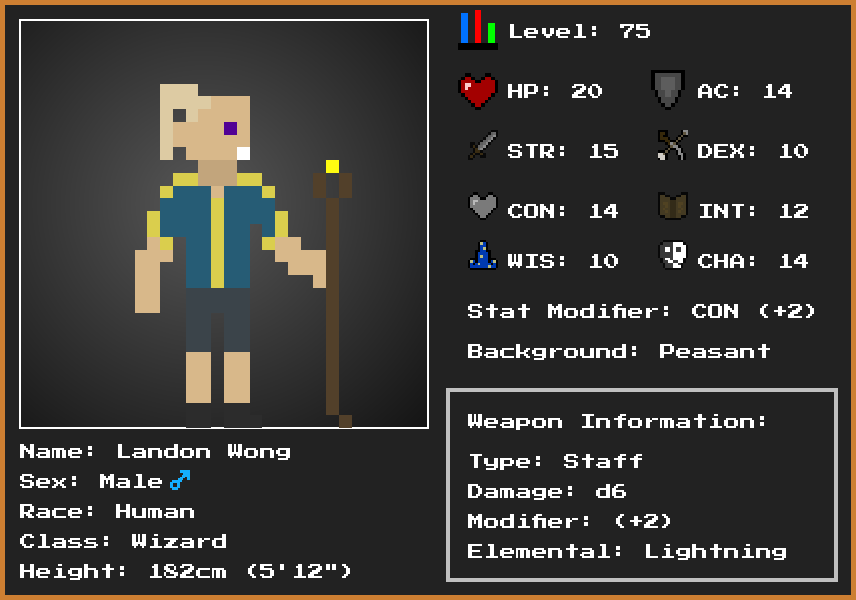 Level: 75
HP: 20 AC: 14
STR: 15 DEX: 10
CON: 14 INT: 12
WIS: 10 CHA: 14
Stat Modifier: CON (+2)
Background: Peasant
Weapon Information:
Type: Staff
Damage: d6
Modifier: (+2)
Elemental: Lightning
Name: Landon Wong
Sex: Male♂
Race: Human
Class: Wizard
Height: 182cm (5'12")